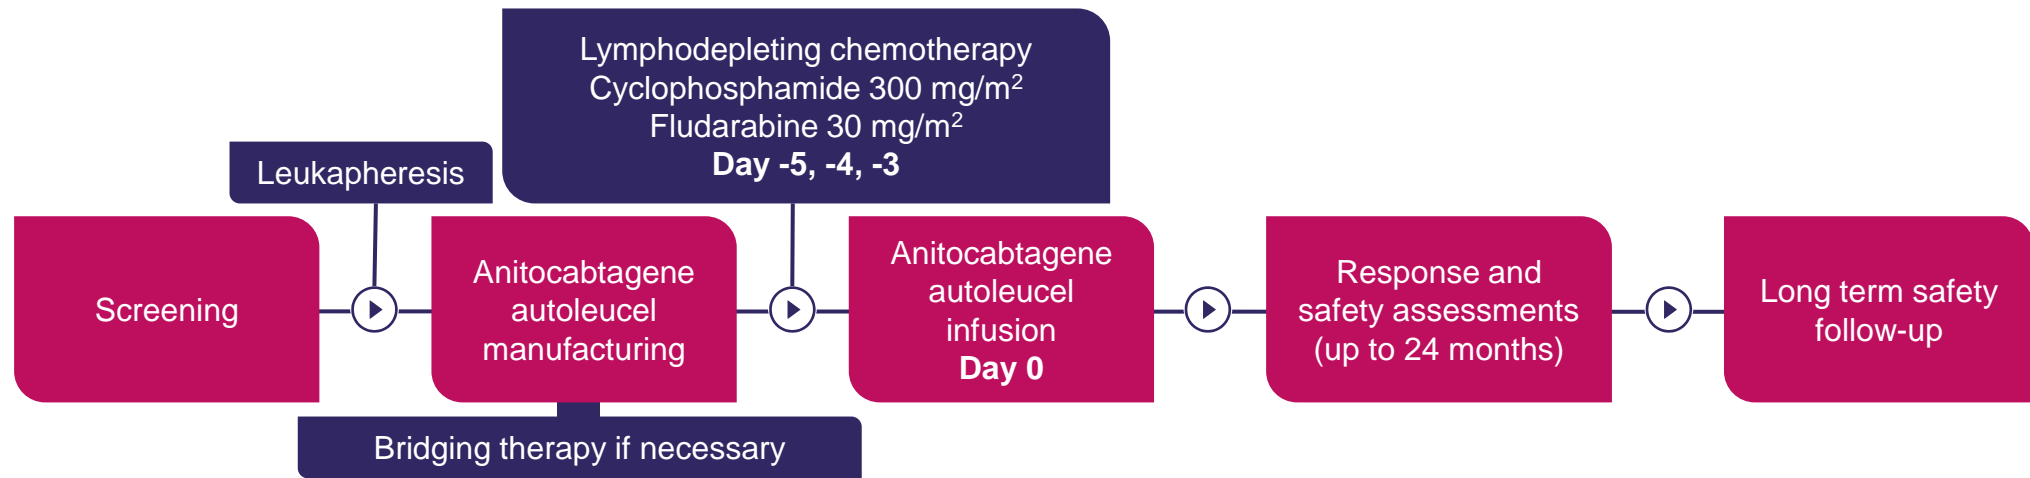 Lymphodepleting chemotherapy
Cyclophosphamide 300 mg/m²
Fludarabine 30 mg/m²
Day -5, -4, -3
Leukapheresis
Screening
Anitocabtagene
autoleucel
manufacturing
Anitocabtagene
autoleucel
infusion
Day 0
Response and
safety assessments
(up to 24 months)
Long term safety
follow-up
Bridging therapy if necessary